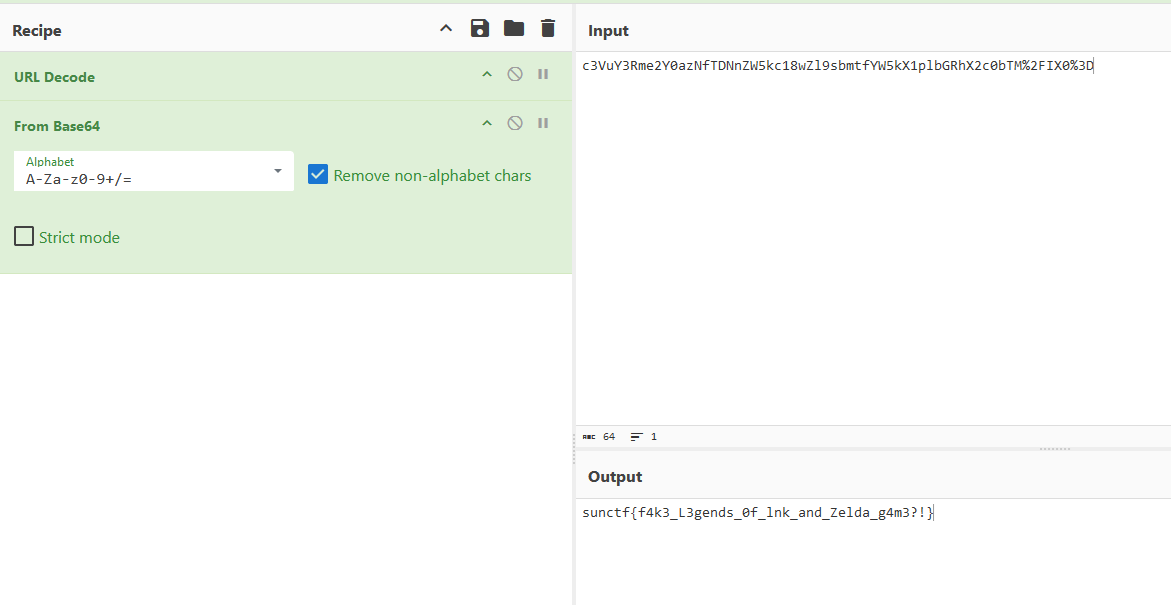 Recipe
URL Decode
From Base64
Alphabet
A-Za-z0-9+/=
Remove non-alphabet chars
Strict mode
Input
c3VuY3Rme2Y0azNfTDNnZW5kc18wZl9sbmtfYW5kX1plbGRhX2c0bTM%2FIX0%3D
ABC 64 1
Output
sunctf{f4k3_L3gends_0f_lnk_and_Zelda_g4m3?!}